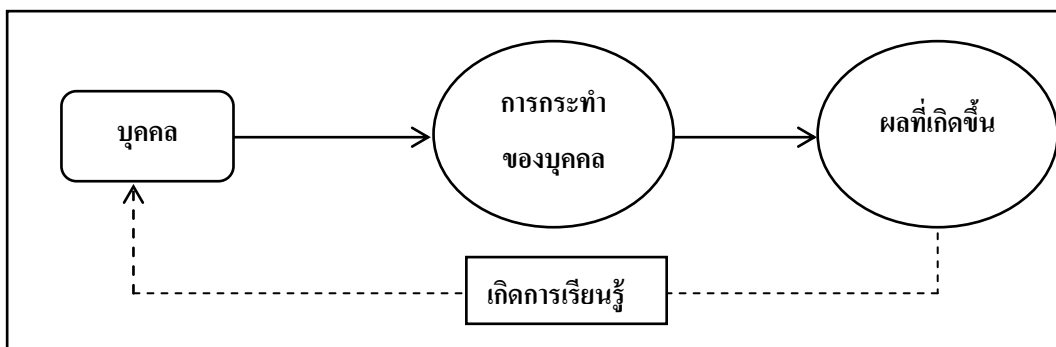 บุคคล
การกระทำ
ของบุคคล
ผลที่เกิดขึ้น
เกิดการเรียนรู้